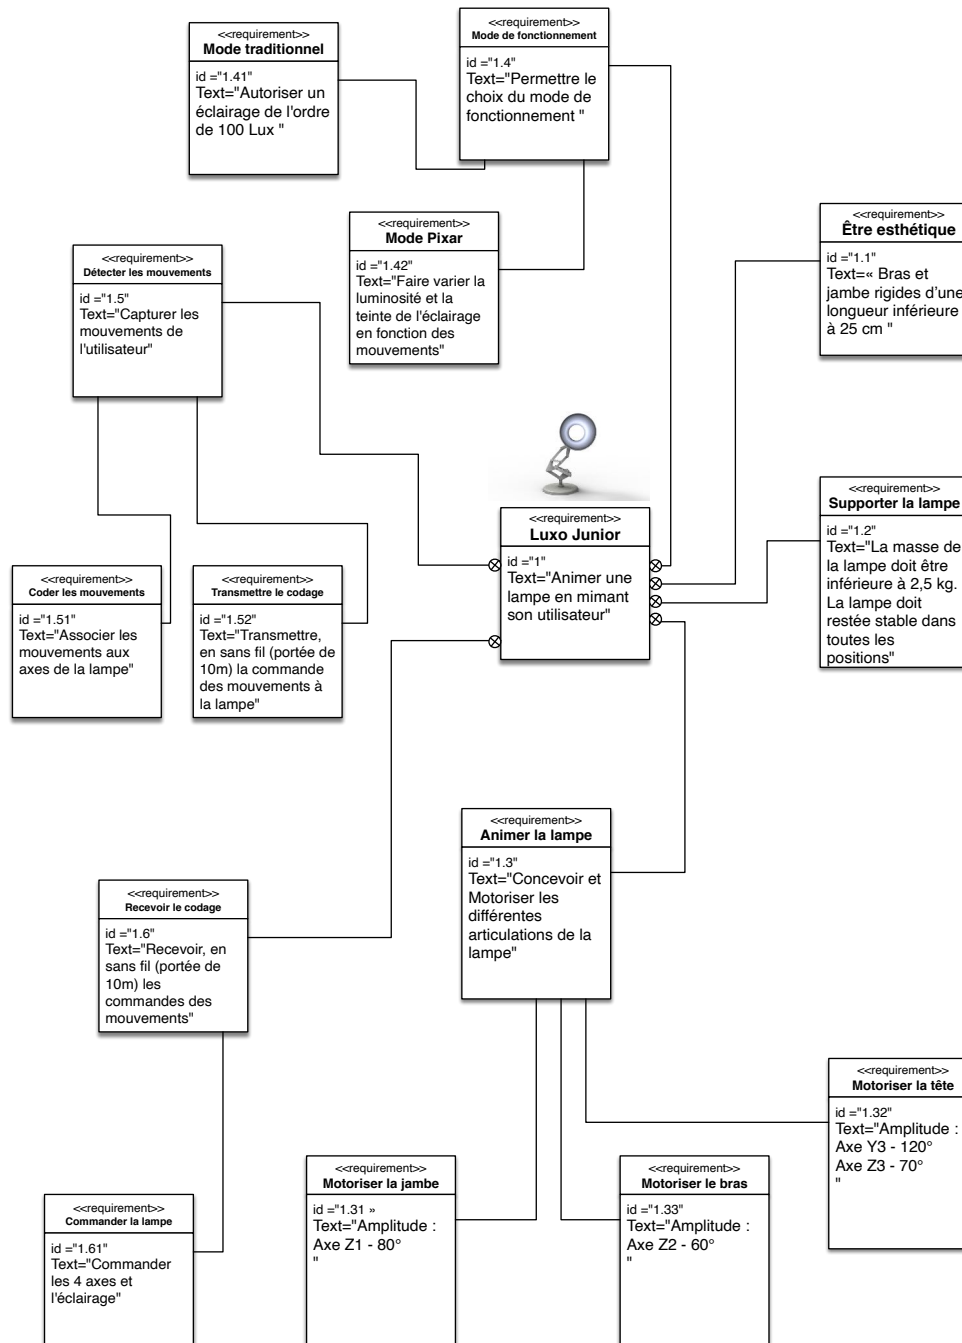 <<requirement>>
Mode de fonctionnement
id ="1.4"
Text="Permettre le
choix du mode de
fonctionnement "
<<requirement>>
Mode traditionnel
id ="1.41"
Text="Autoriser un
éclairage de l'ordre
de 100 Lux "
<<requirement>>
Mode Pixar
id ="1.42"
Text="Faire varier la
luminosité et la
teinte de l'éclairage
en fonction des
mouvements"
<<requirement>>
Être esthétique
id ="1.1"
Text=« Bras et
jambe rigides d'une
longueur inférieure
à 25 cm "
<<requirement>>
Détecter les mouvements
id ="1.5"
Text="Capturer les
mouvements de
l'utilisateur"
<<requirement>>
Supporter la lampe
id ="1.2"
Text="La masse de
la lampe doit être
inférieure à 2,5 kg.
La lampe doit
restée stable dans
toutes les
positions"
<<requirement>>
Luxo Junior
id ="1"
Text="Animer une
lampe en mimant
son utilisateur"
<<requirement>>
Coder les mouvements
id ="1.51"
Text="Associer les
mouvements aux
axes de la lampe"
<<requirement>>
Transmettre le codage
id ="1.52"
Text="Transmettre,
en sans fil (portée de
10m) la commande
des mouvements à
la lampe"
<<requirement>>
Animer la lampe
id ="1.3"
Text="Concevoir et
Motoriser les
différentes
articulations de la
lampe"
<<requirement>>
Recevoir le codage
id ="1.6"
Text="Recevoir, en
sans fil (portée de
10m) les
commandes des
mouvements"
<<requirement>>
Motoriser la tête
id ="1.32"
Text="Amplitude :
Axe Y3 - 120°
Axe Z3 - 70°
"
<<requirement>>
Motoriser la jambe
id ="1.31 »
Text="Amplitude :
Axe Z1 - 80°
"
<<requirement>>
Motoriser le bras
id ="1.33"
Text="Amplitude :
Axe Z2 - 60°
"
<<requirement>>
Commander la lampe
id ="1.61"
Text="Commander
les 4 axes et
l'éclairage"